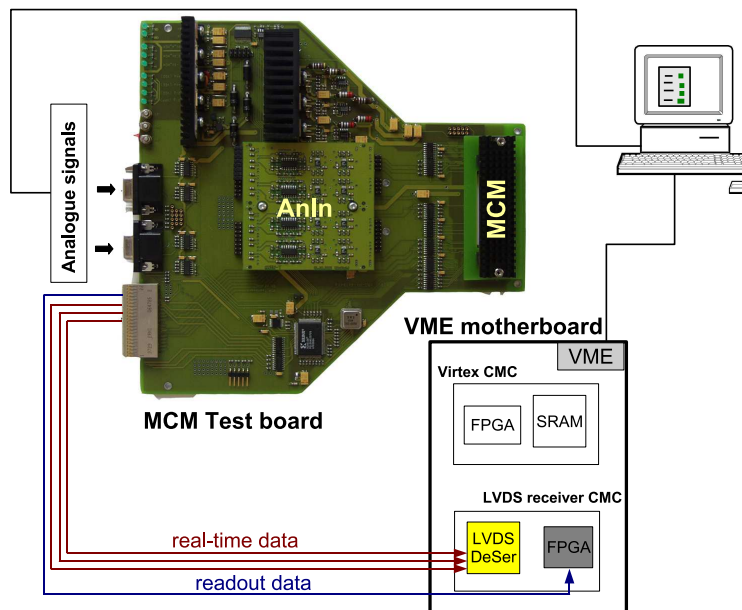 Analogue signals
AnIn
MCM
VME motherboard
VME
Virtex CMC
FPGA
SRAM
MCM Test board
LVDS receiver CMC
LVDS
DeSer
FPGA
real-time data
readout data